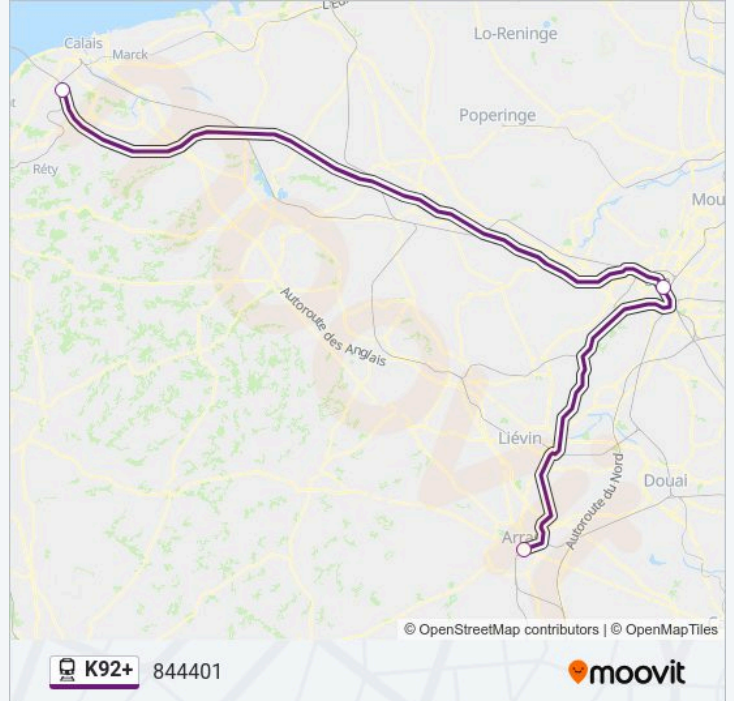 Lo-Reninge
Calais
Marck
Poperinge
Réty
Mou
Autoroute des Anglais
Liévin
Douai
Autoroute du Nord
Arra
© OpenStreetMap contributors | © OpenMapTiles
K92+ 844401
moovit